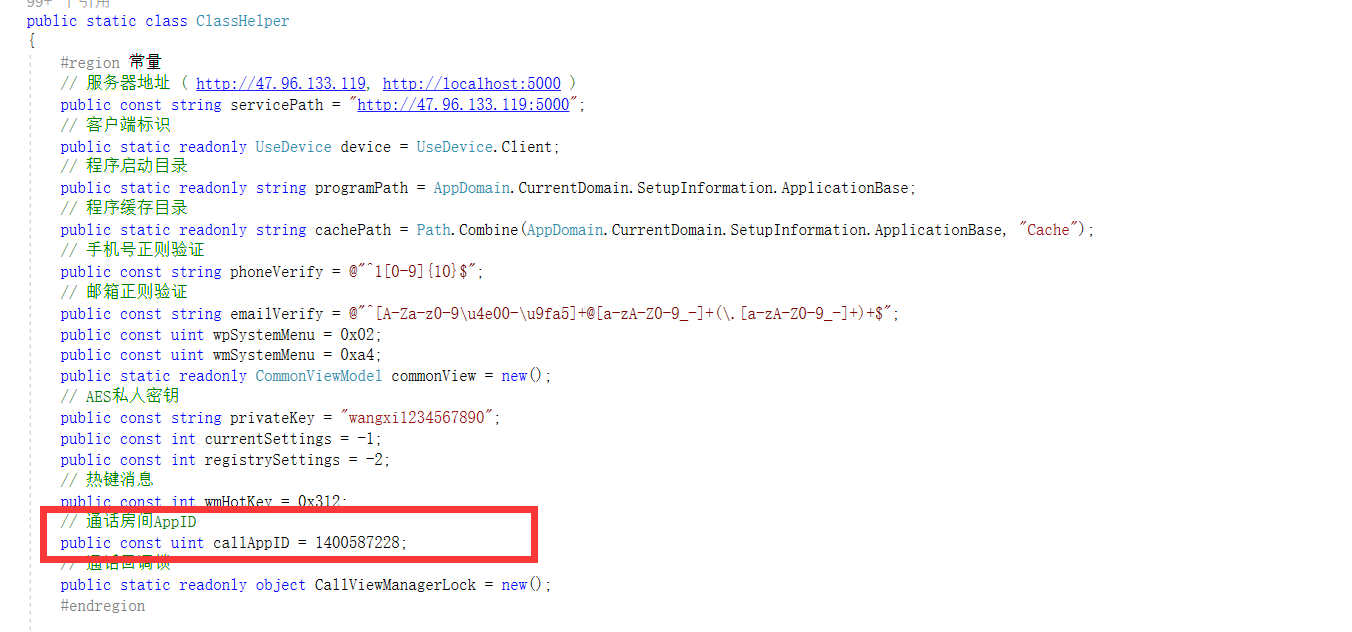 99+ 个引用
public static class ClassHelper
{
#region 常量
// 服务器地址 ( http://47.96.133.119, http://localhost:5000 )
public const string servicePath = "http://47.96.133.119:5000";
// 客户端标识
public static readonly UseDevice device = UseDevice.Client;
// 程序启动目录
public static readonly string programPath = AppDomain.CurrentDomain.SetupInformation.ApplicationBase;
// 程序缓存目录
public static readonly string cachePath = Path.Combine(AppDomain.CurrentDomain.SetupInformation.ApplicationBase, "Cache");
// 手机号正则验证
public const string phoneVerify = @"^1[0-9]{10}$";
// 邮箱正则验证
public const string emailVerify = @"^[A-Za-z0-9\u4e00-\u9fa5]+@[a-zA-Z0-9_-]+(\.[a-zA-Z0-9_-]+)+$";
public const uint wpSystemMenu = 0x02;
public const uint wmSystemMenu = 0xa4;
public static readonly CommonViewModel commonView = new();
// AES私人密钥
public const string privateKey = "wangxi1234567890";
public const int currentSettings = -1;
public const int registrySettings = -2;
// 热键消息
public const int wmHotKey = 0x312;
// 通话房间AppID
public const uint callAppID = 1400587228;
// 通话回调锁
public static readonly object CallViewManagerLock = new();
#endregion